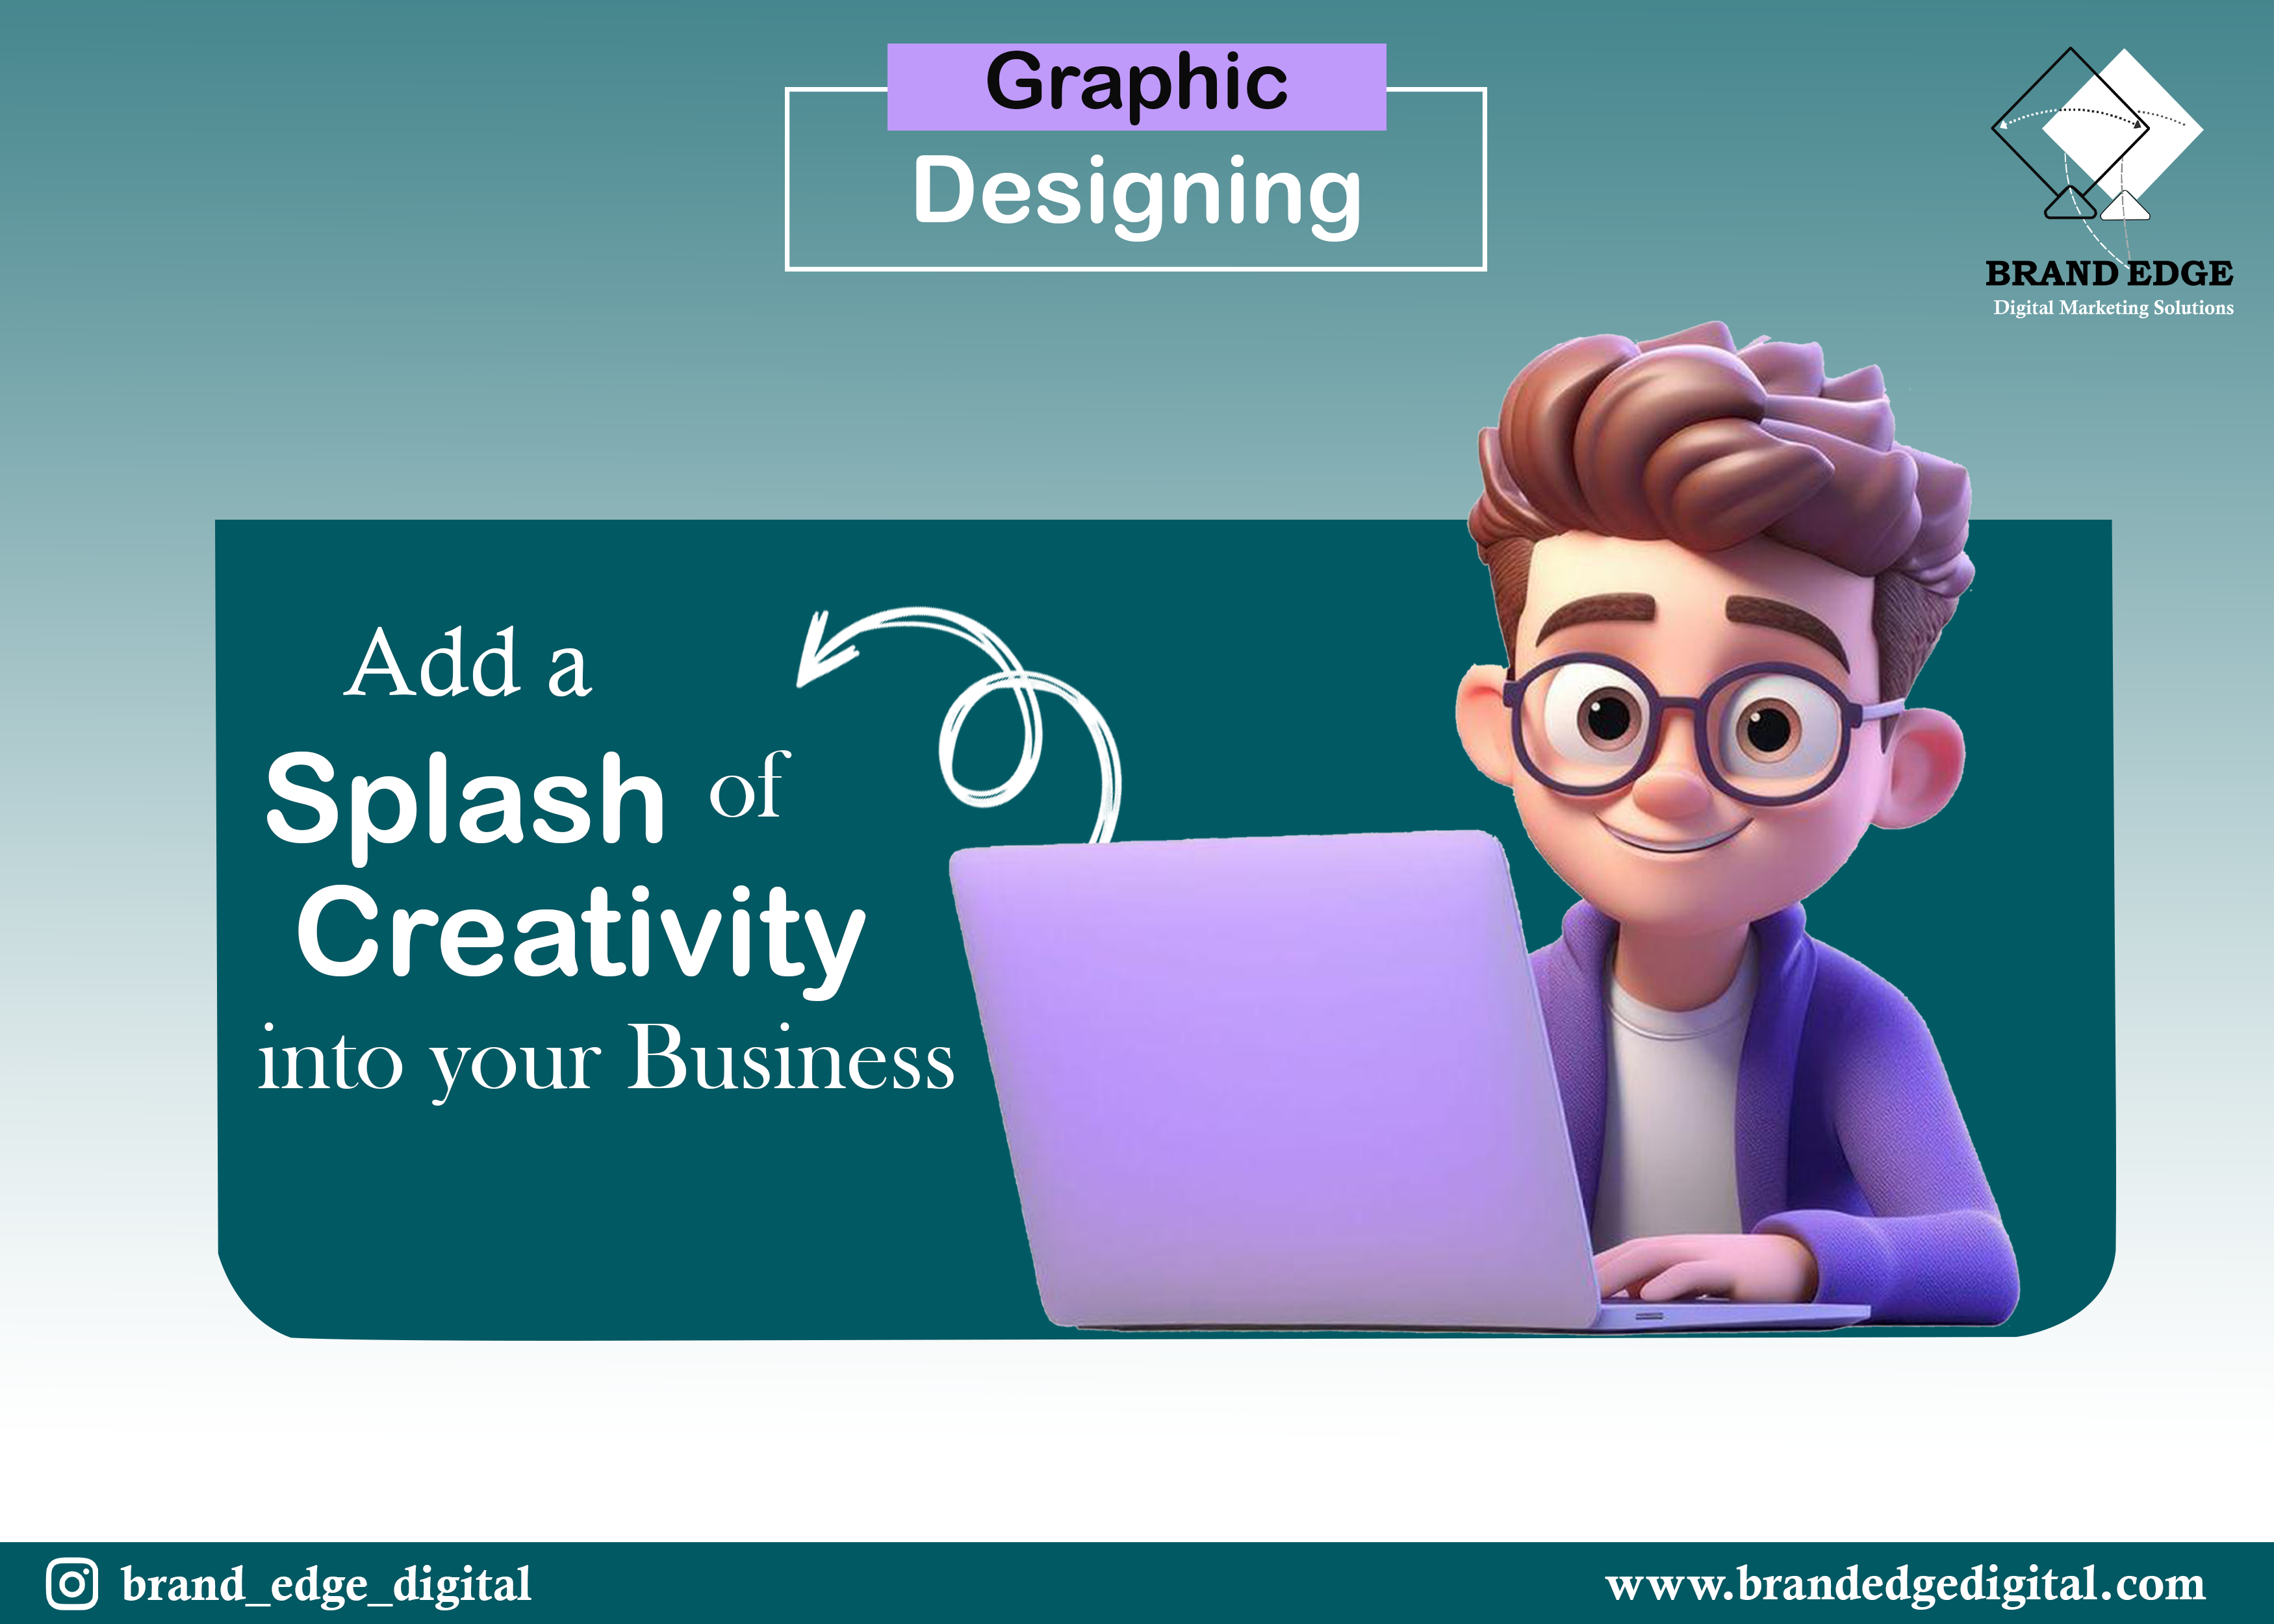 Graphic
Designing
BRAND EDGE
Digital Marketing Solutions
Add a
Splash of
Creativity
into your Business
brand_edge_digital
www.brandedgedigital.com